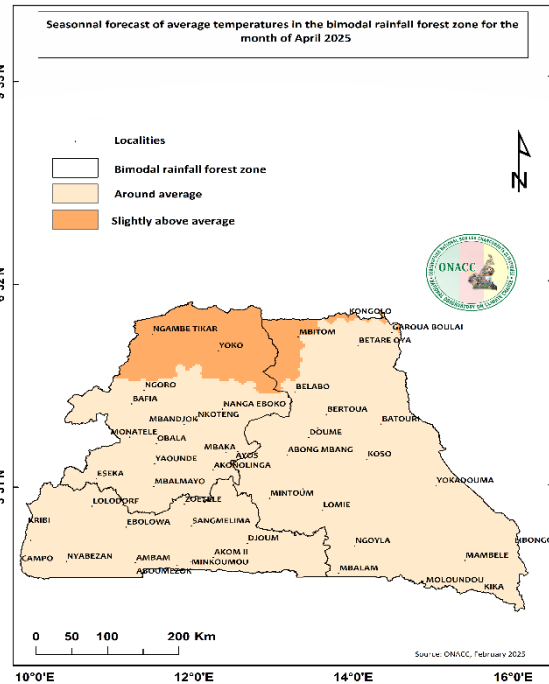 Seasonnal forecast of average temperatures in the bimodal rainfall forest zone for the
month of April 2025
Localities
Bimodal rainfall forest zone
Around average
Slightly above average
N
ONACC
KONGOLO
NGAMBE TIKAR
MBITOM
GAROUA BOULAI
YOKO
BETARE OYA
NGORO
BELABO
BAFIA
NANGA EBOKO
NKOTENG
BERTOUA
MBANDJOK
BATOURI
MONATELE
OBALA
DOUME
MBAKA
AYOS
ABONG MBANG
KOSO
YAOUNDE
AKONOLINGA
ESEKA
MBALMAYO
YOKADOUMA
MINTOUM
LOLODORF
ZOETELE
LOMIE
KRIBI
EBOLOWA
SANGMELIMA
DJOUM
NGOYLA
LIBONGO
CAMPO
NYABEZAN
AMBAM
AKOM II
MAMBELE
MINKOUMOU
ABOUMEZOK
MBALAM
MOLOUNDOU
KIKA
0 50 100 200 Km
Source: ONACC, February 2025
10°0'E 12°0'E 14°0'E 16°0'E